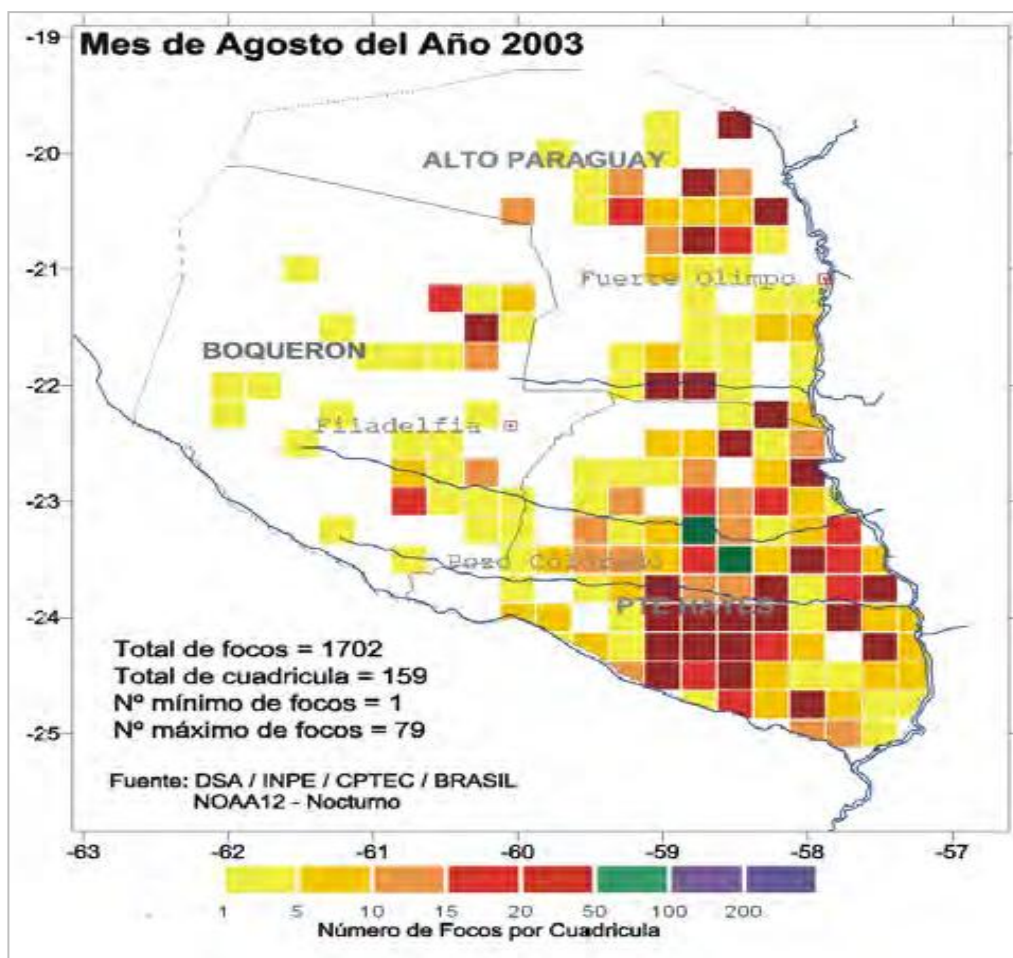 Mes de Agosto del Año 2003
-19
-20
-21
-22
-23
-24
-25
ALTO PARAGUAY
Fuerte Olimpo
BOQUERON
Filadelfia
Pozo Colorado
PTE HAYES
Total de focos = 1702
Total de cuadricula = 159
Nº mínimo de focos = 1
Nº máximo de focos = 79
Fuente: DSA / INPE / CPTEC / BRASIL
NOAA12 - Nocturno
-63 -62 -61 -60 -59 -58 -57
1 5 10 15 20 50 100 200
Número de Focos por Cuadricula